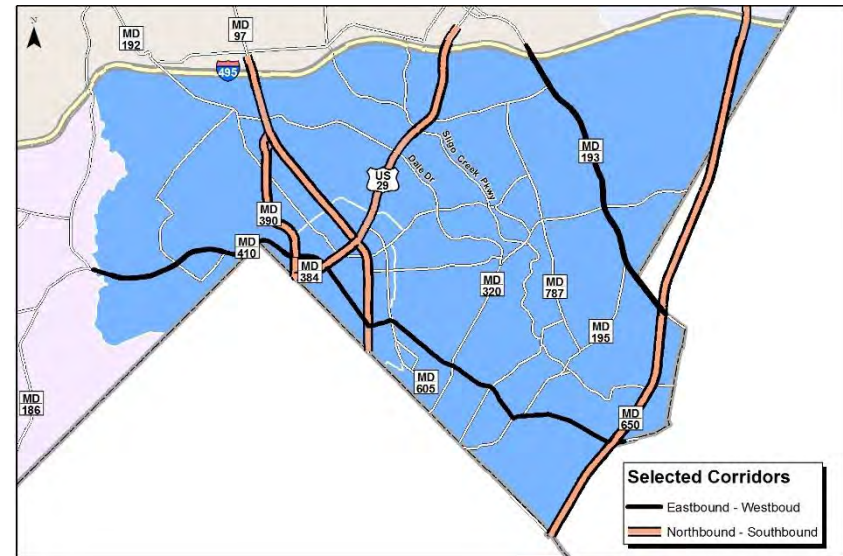 N
MD
192
MD
97
495
US
29
Dale Dr
Sligo Creek Pkwy
MD
193
MD
390
MD
410
MD
384
MD
320
MD
787
MD
195
MD
605
MD
186
MD
650
Selected Corridors
Eastbound - Westboud
Northbound - Southbound